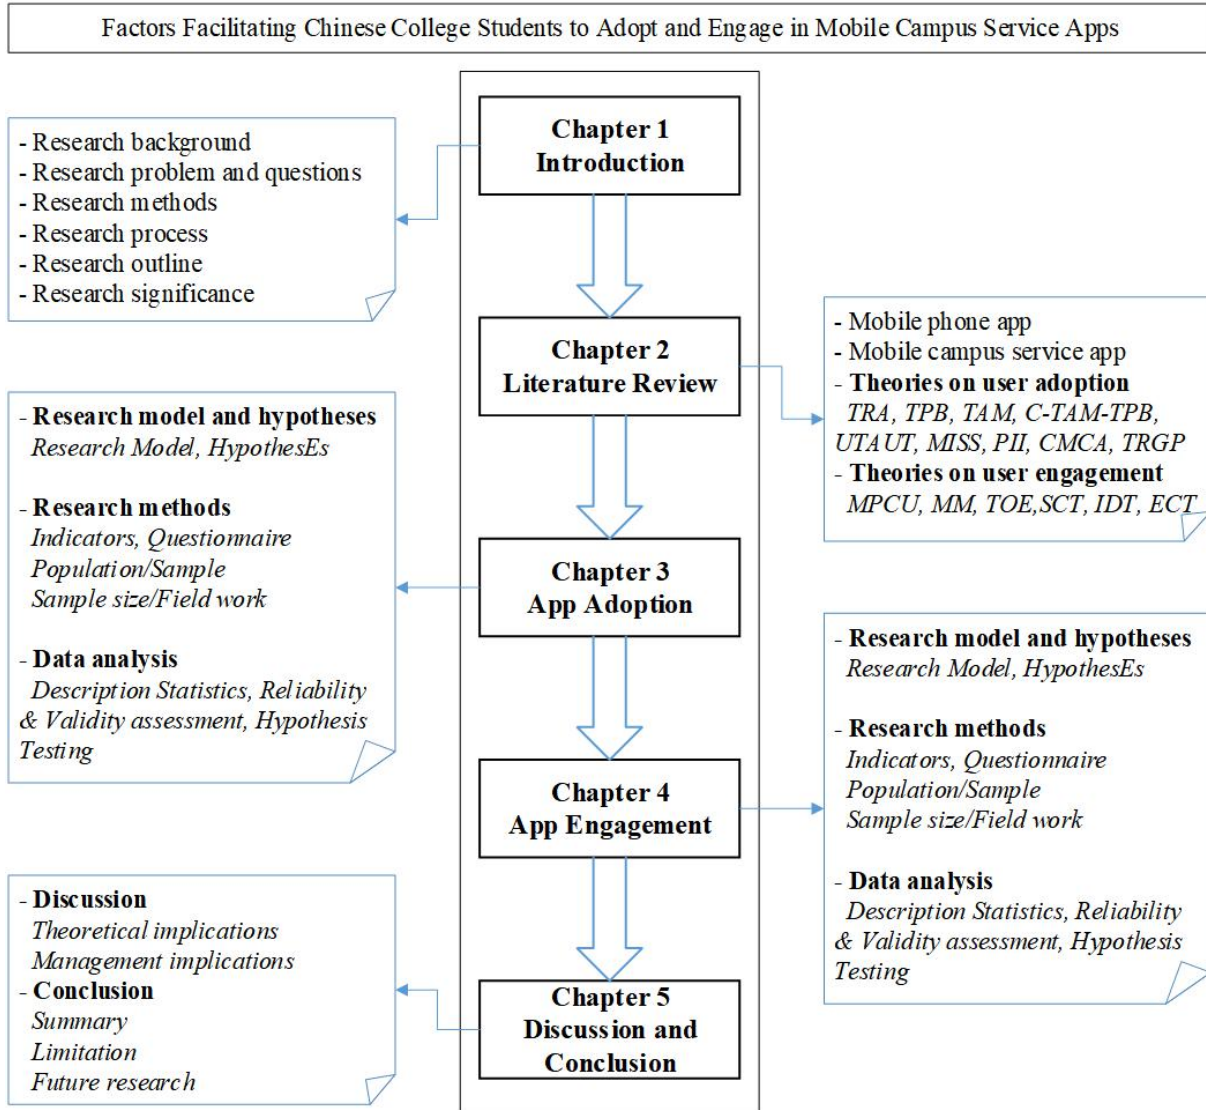 Factors Facilitating Chinese College Students to Adopt and Engage in Mobile Campus Service Apps
Chapter 1
Introduction
- Research background
- Research problem and questions
- Research methods
- Research process
- Research outline
- Research significance
Chapter 2
Literature Review
- Mobile phone app
- Mobile campus service app
- Theories on user adoption
TRA, TPB, TAM, C-TAM-TPB,
UTAUT, MISS, PII, CMCA, TRGP
- Theories on user engagement
MPCU, MM, TOE,SCT, IDT, ECT
Chapter 3
App Adoption
- Research model and hypotheses
Research Model, HypothesEs
- Research methods
Indicators, Questionnaire
Population/Sample
Sample size/Field work
- Data analysis
Description Statistics, Reliability
& Validity assessment, Hypothesis
Testing
Chapter 4
App Engagement
- Research model and hypotheses
Research Model, HypothesEs
- Research methods
Indicators, Questionnaire
Population/Sample
Sample size/Field work
- Data analysis
Description Statistics, Reliability
& Validity assessment, Hypothesis
Testing
Chapter 5
Discussion and
Conclusion
- Discussion
Theoretical implications
Management implications
- Conclusion
Summary
Limitation
Future research